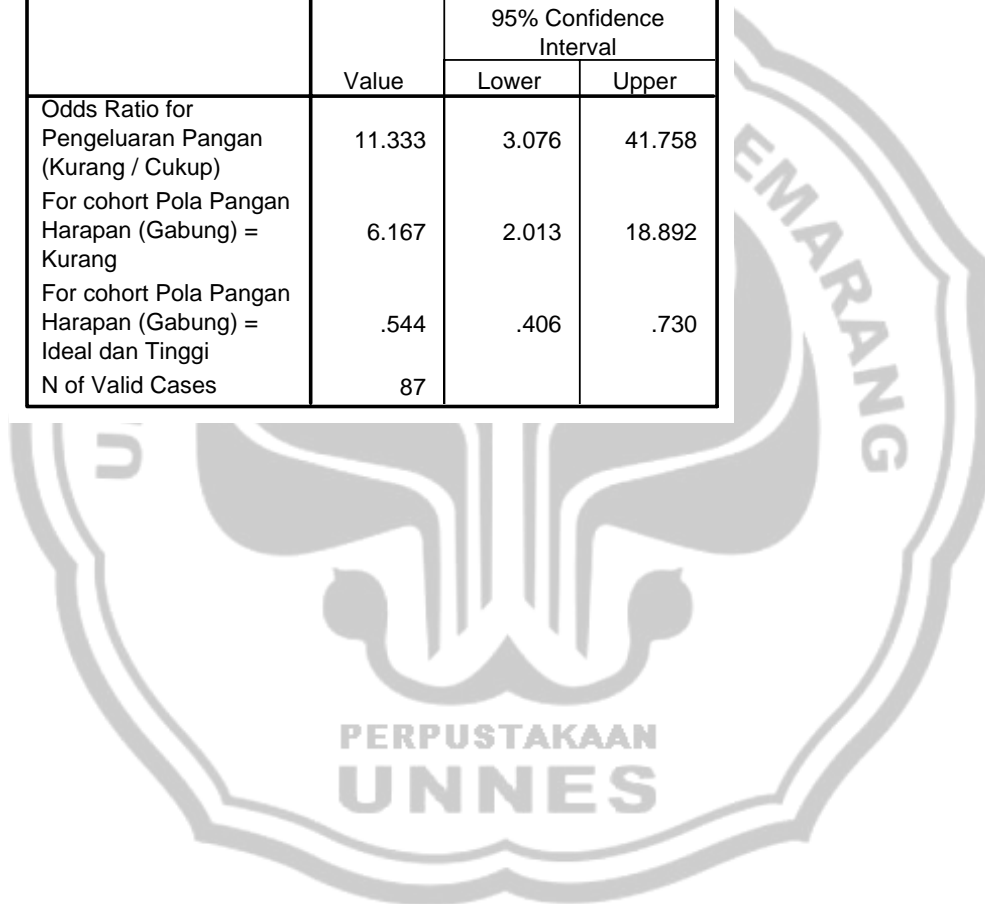 95% Confidence
Interval
Value Lower Upper
Odds Ratio for
Pengeluaran Pangan
(Kurang / Cukup) 11.333 3.076 41.758
For cohort Pola Pangan
Harapan (Gabung) =
Kurang 6.167 2.013 18.892
For cohort Pola Pangan
Harapan (Gabung) =
Ideal dan Tinggi .544 .406 .730
N of Valid Cases 87
EMARANG
U
PERPUSTAKAAN
UNNES